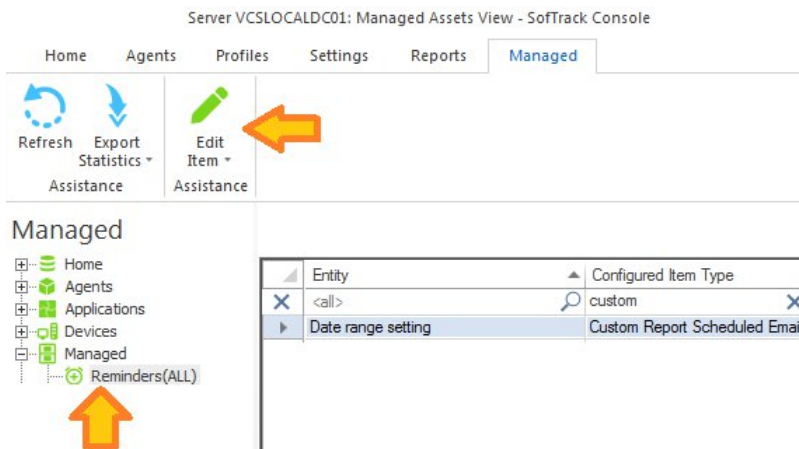 Server VCSLOCALDC01: Managed Assets View - SofTrack Console
Home Agents Profiles Settings Reports Managed
Refresh Export Statistics Edit Item
Assistance Assistance
Managed
Home
Agents
Applications
Devices
Managed
Reminders(ALL)
Entity Configured Item Type
<all> custom
Date range setting Custom Report Scheduled Emai